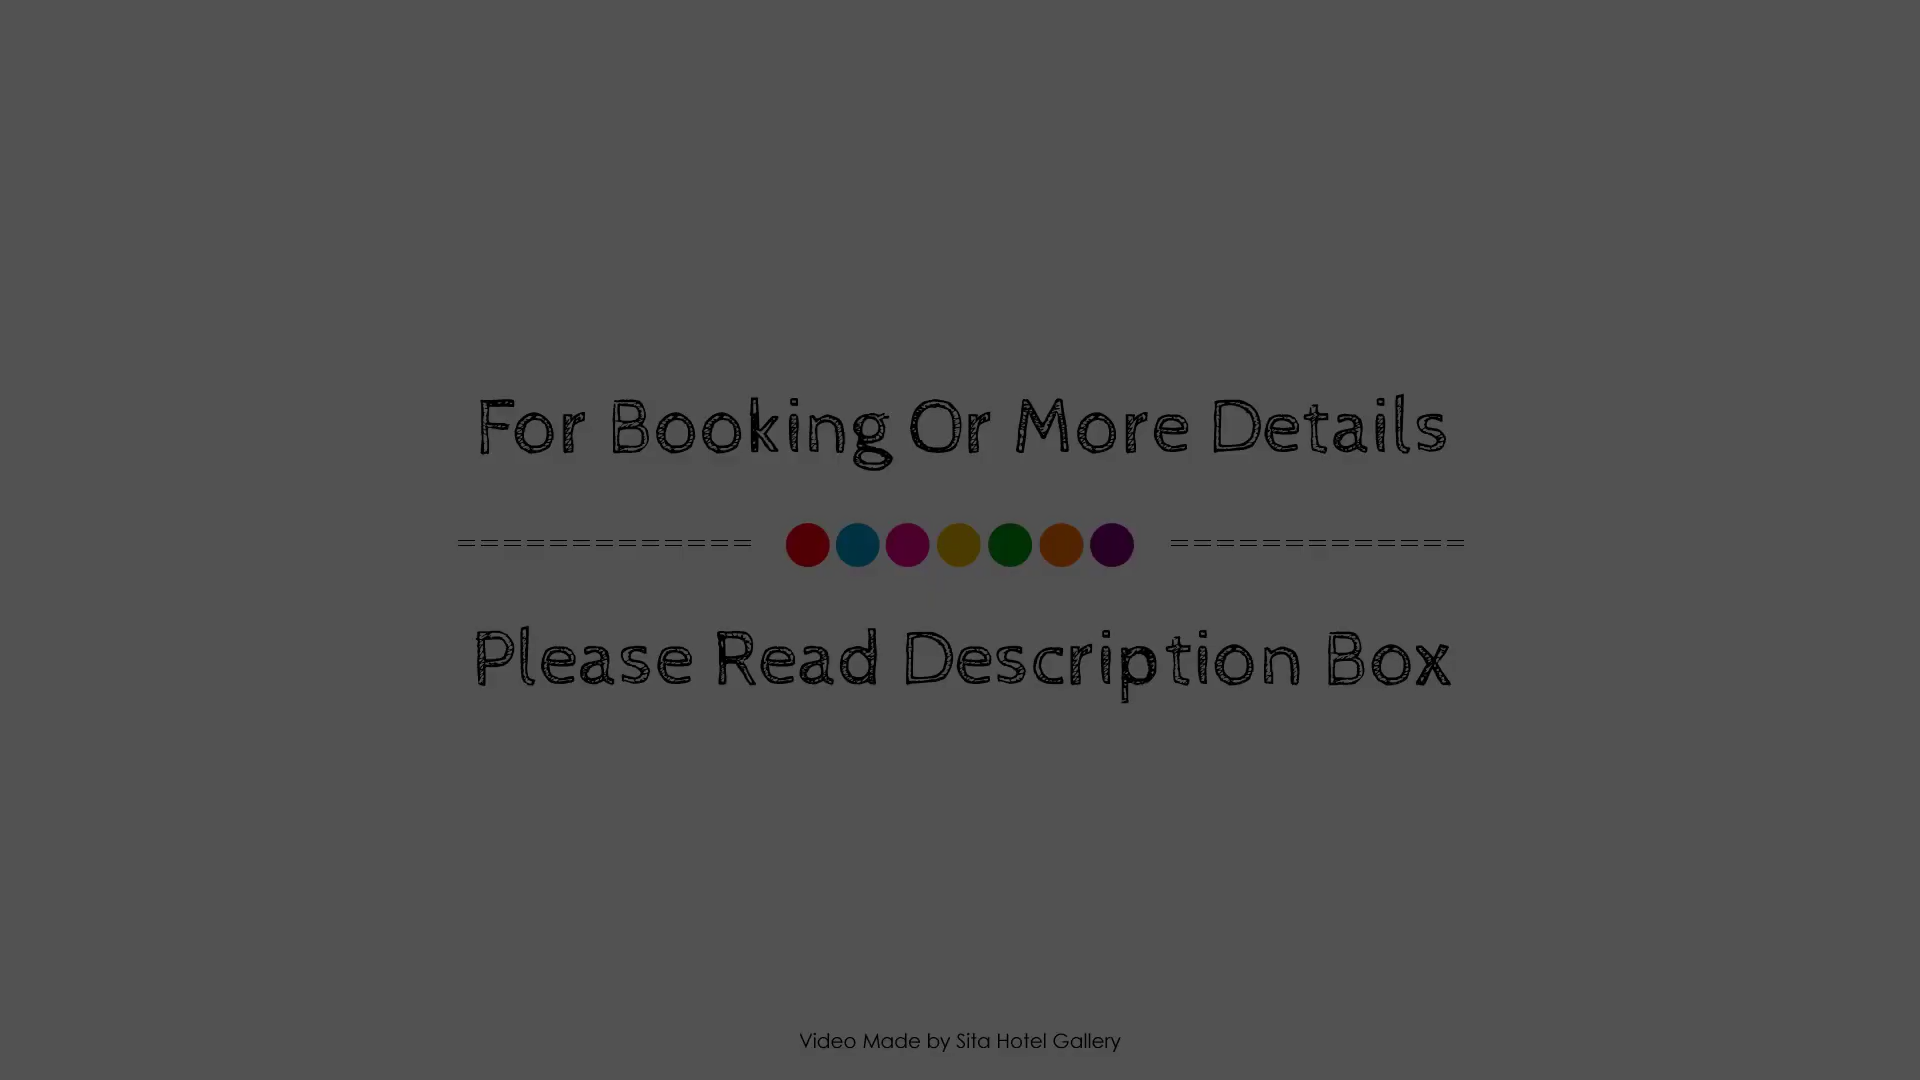 For Booking Or More Details
============= =============
Please Read Description Box
Video Made by Sita Hotel Gallery